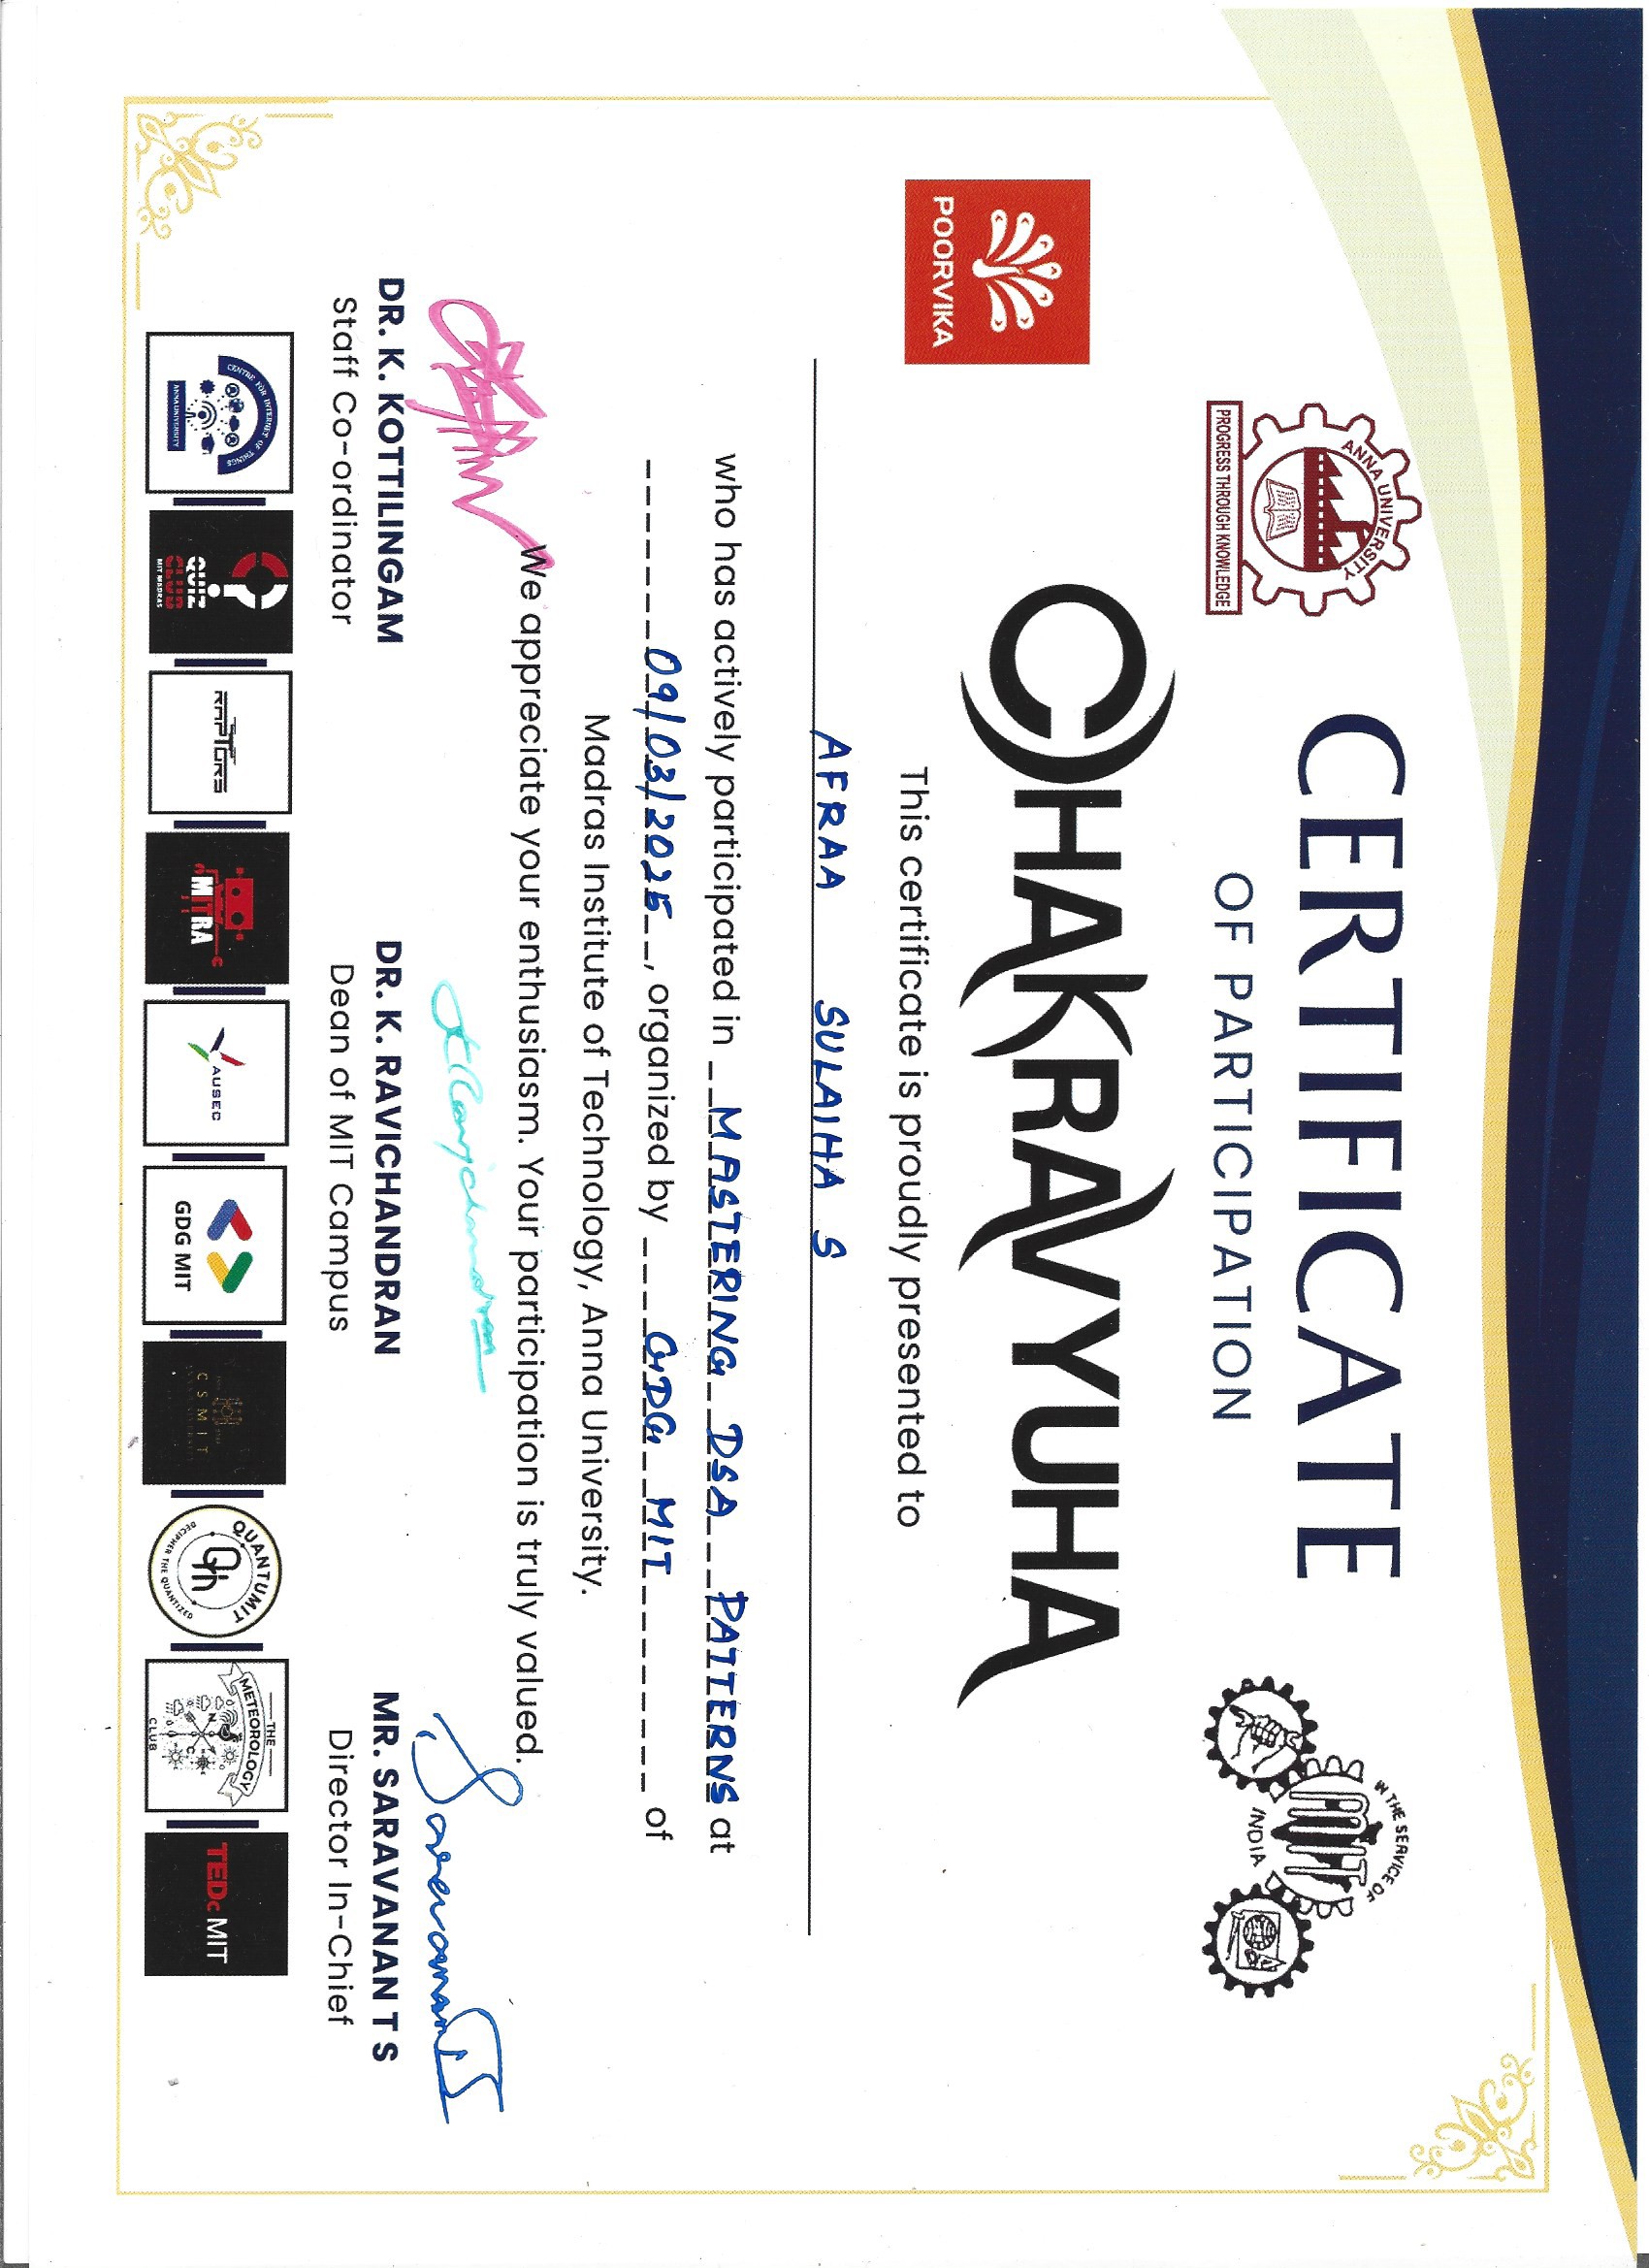 ANNA UNIVERSITY
PROGRESS THROUGH KNOWLEDGE
CERTIFICATE
OF PARTICIPATION
IN THE SERVICE OF
MIT
INDIA
CHAKRAVYUHA
POORVIKA
This certificate is proudly presented to
AFRAA SULAIHA S
who has actively participated in MASTERING DSA PATTERNS at
09/03/2025, organized by GDG MIT of
Madras Institute of Technology, Anna University.
We appreciate your enthusiasm. Your participation is truly valued.
K Ravichandran
Saravanan TS
DR. K. KOTTILINGAM
DR. K. RAVICHANDRAN
MR. SARAVANAN T S
Staff Co-ordinator
Dean of MIT Campus
Director In-Chief
CENTRE FOR INTERNET OF THINGS
ANNA UNIVERSITY
QUIZ
CLUB
MIT MADRAS
RAPTORS
MITRA
AUSEC
GDG MIT
CSMIT
QUANTUMIT
Qth
DECIPHER THE QUANTIZED
THE
METEOROLOGY
CLUB
TEDc MIT